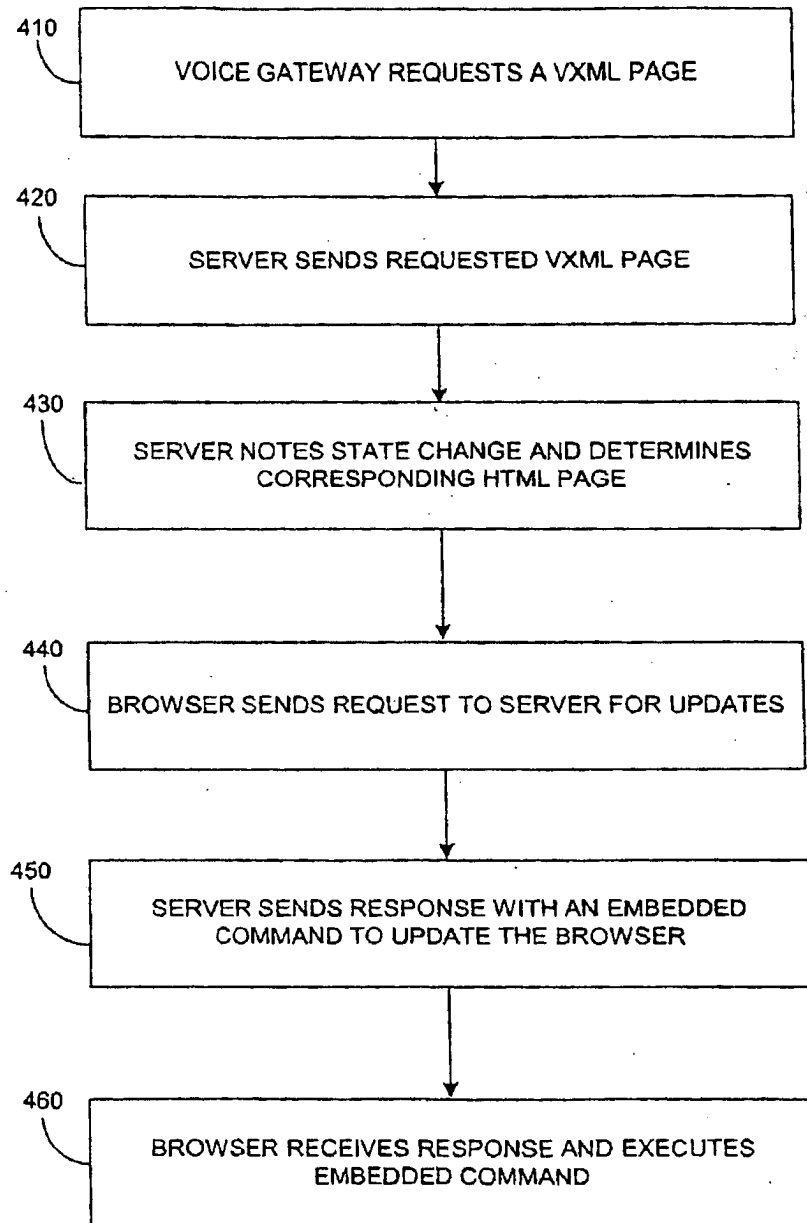 410
VOICE GATEWAY REQUESTS A VXML PAGE
420
SERVER SENDS REQUESTED VXML PAGE
430
SERVER NOTES STATE CHANGE AND DETERMINES
CORRESPONDING HTML PAGE
440
BROWSER SENDS REQUEST TO SERVER FOR UPDATES
450
SERVER SENDS RESPONSE WITH AN EMBEDDED
COMMAND TO UPDATE THE BROWSER
460
BROWSER RECEIVES RESPONSE AND EXECUTES
EMBEDDED COMMAND